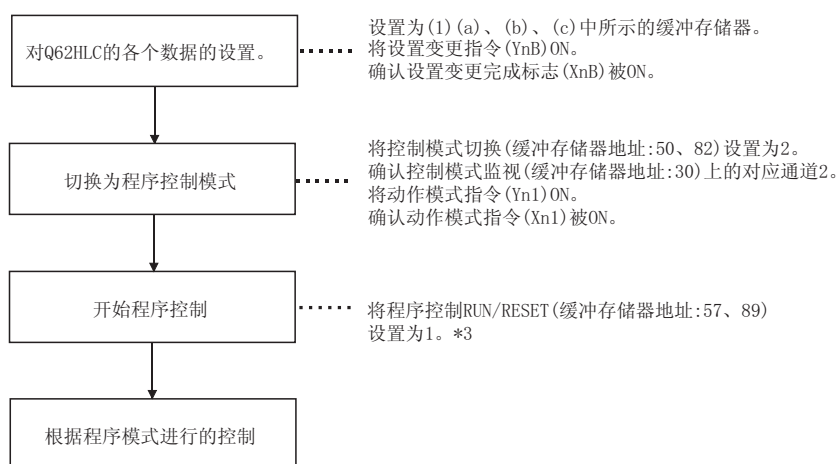 对Q62HLC的各个数据的设置。
设置为(1)(a)、(b)、(c)中所示的缓冲存储器。
将设置变更指令(YnB)ON。
确认设置变更完成标志(XnB)被ON。
切换为程序控制模式
将控制模式切换(缓冲存储器地址:50、82)设置为2。
确认控制模式监视(缓冲存储器地址:30)上的对应通道2。
将动作模式指令(Yn1)ON。
确认动作模式指令(Xn1)被ON。
开始程序控制
将程序控制RUN/RESET(缓冲存储器地址:57、89)
设置为1。*3
根据程序模式进行的控制